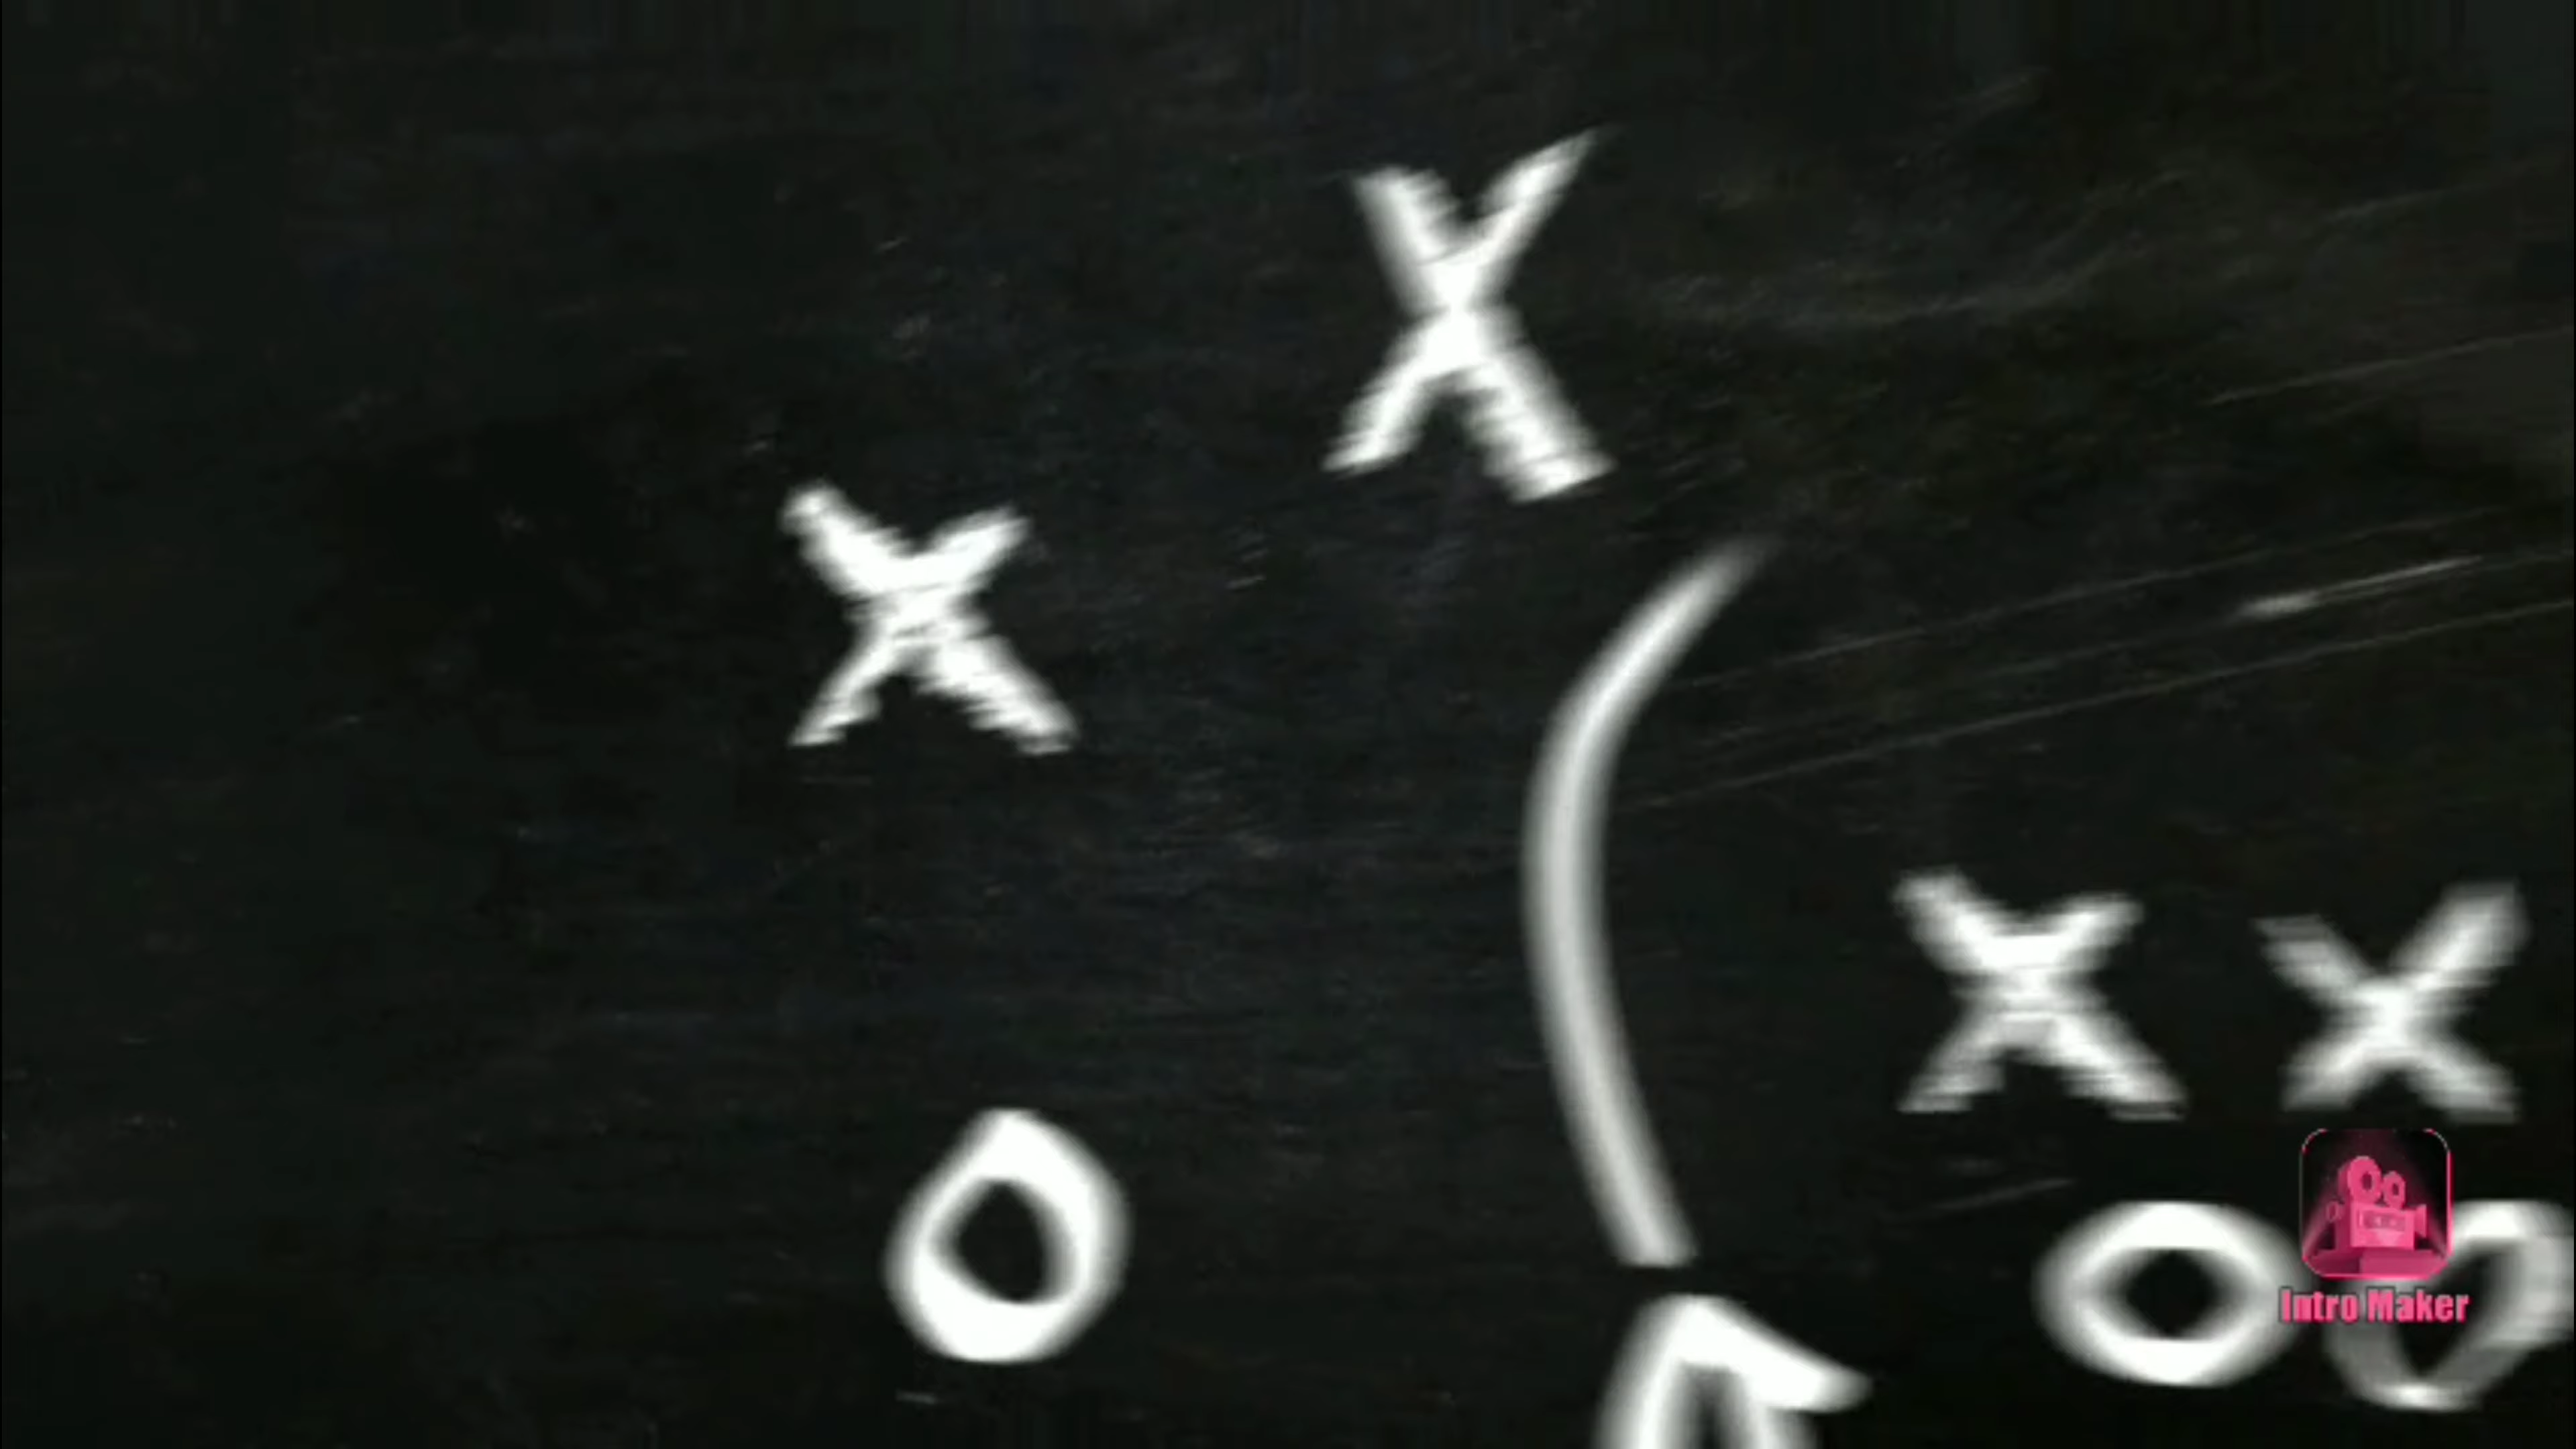 X
X
X X
O
O O
Intro Maker